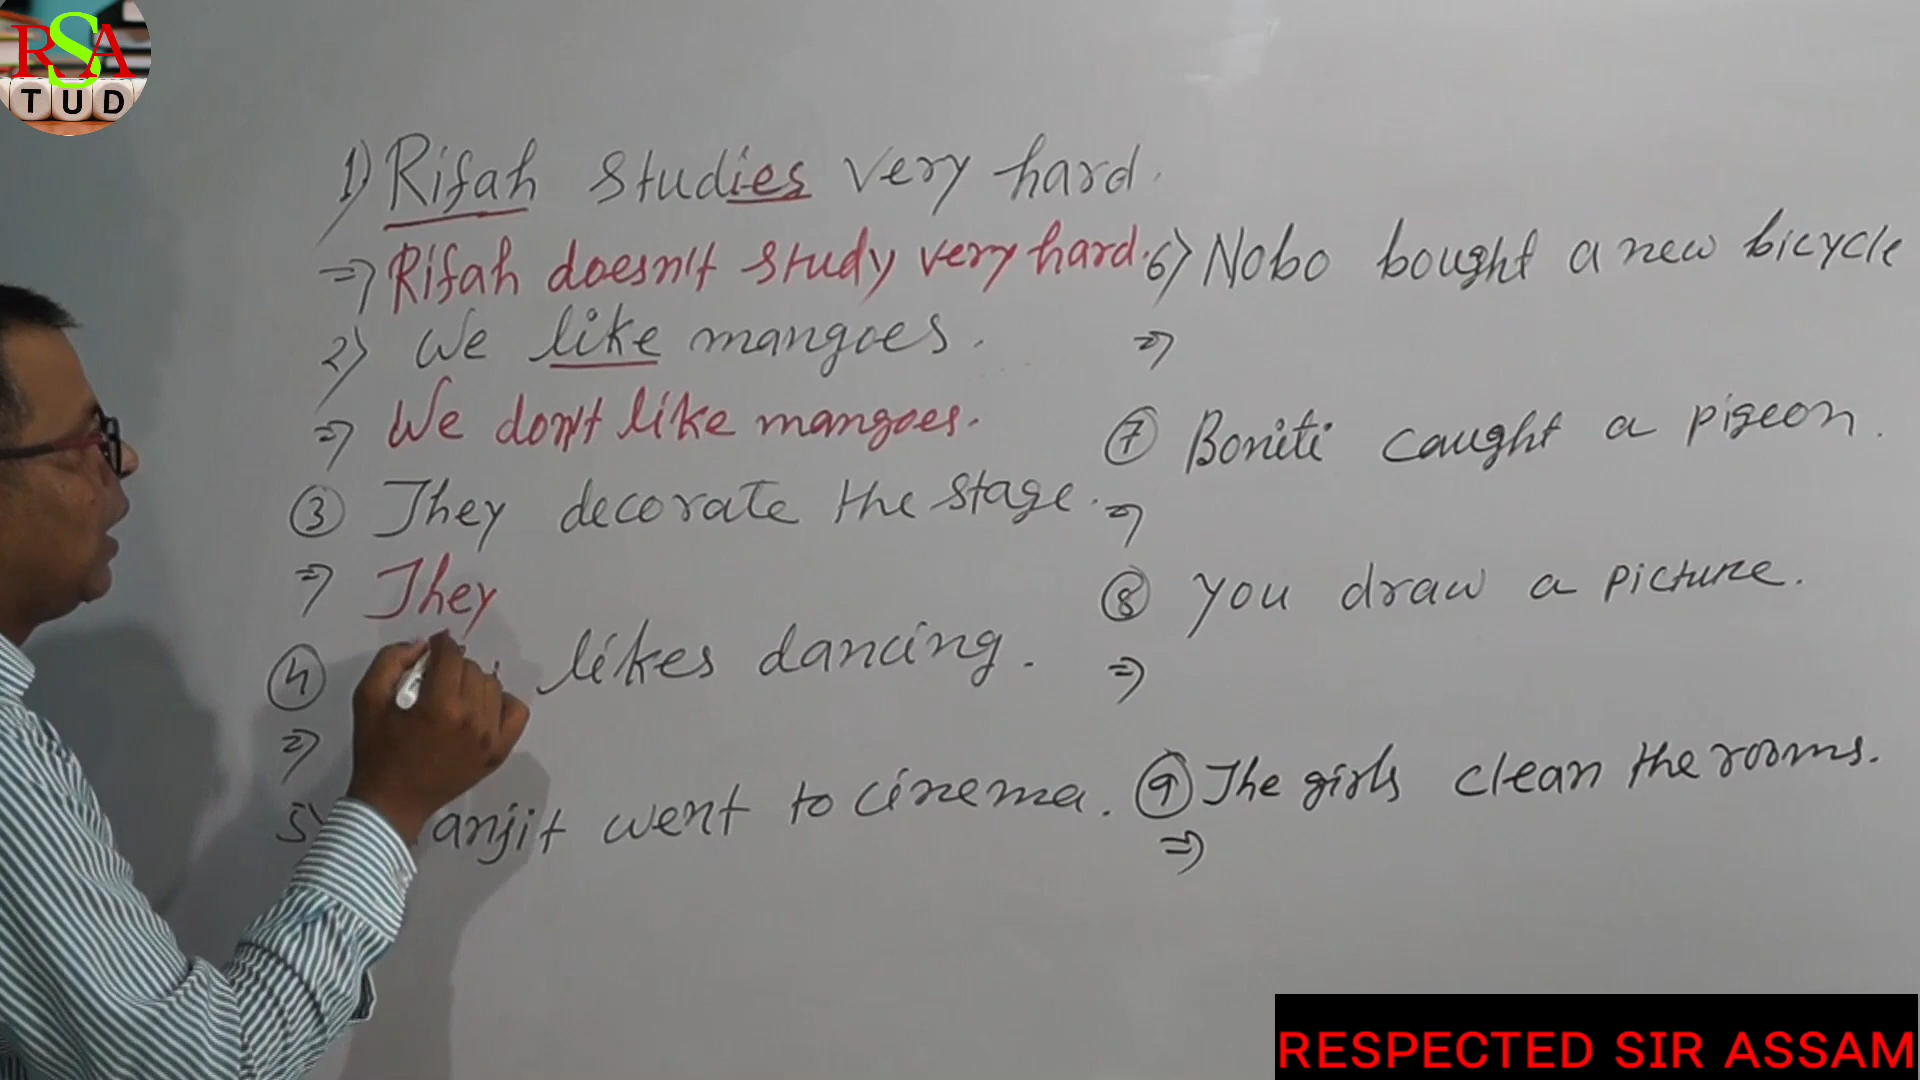 RSA
TUD
1) Rifah studies very hard.
=> Rifah doesn't study very hard.
2) We like mangoes.
=> We don't like mangoes.
3 They decorate the stage.
=> They
4 likes dancing.
=>
5) anjit went to cinema.
6) Nobo bought a new bicycle
=>
7 Boniti caught a pigeon.
=>
8 you draw a picture.
=>
9 The girls clean the rooms.
=>
RESPECTED SIR ASSAM